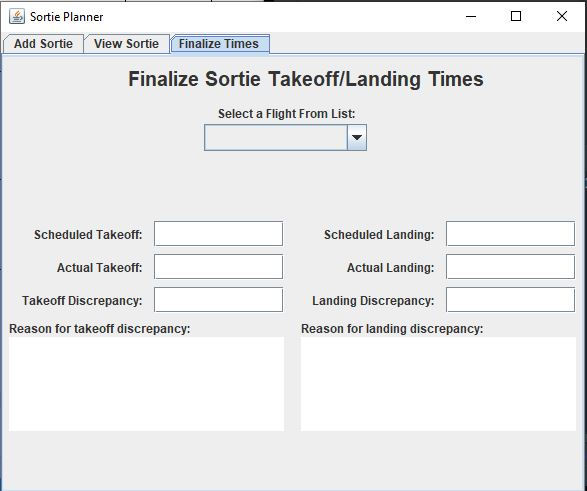 Sortie Planner
Add Sortie View Sortie Finalize Times
Finalize Sortie Takeoff/Landing Times
Select a Flight From List:
Scheduled Takeoff: Scheduled Landing:
Actual Takeoff: Actual Landing:
Takeoff Discrepancy: Landing Discrepancy:
Reason for takeoff discrepancy: Reason for landing discrepancy: